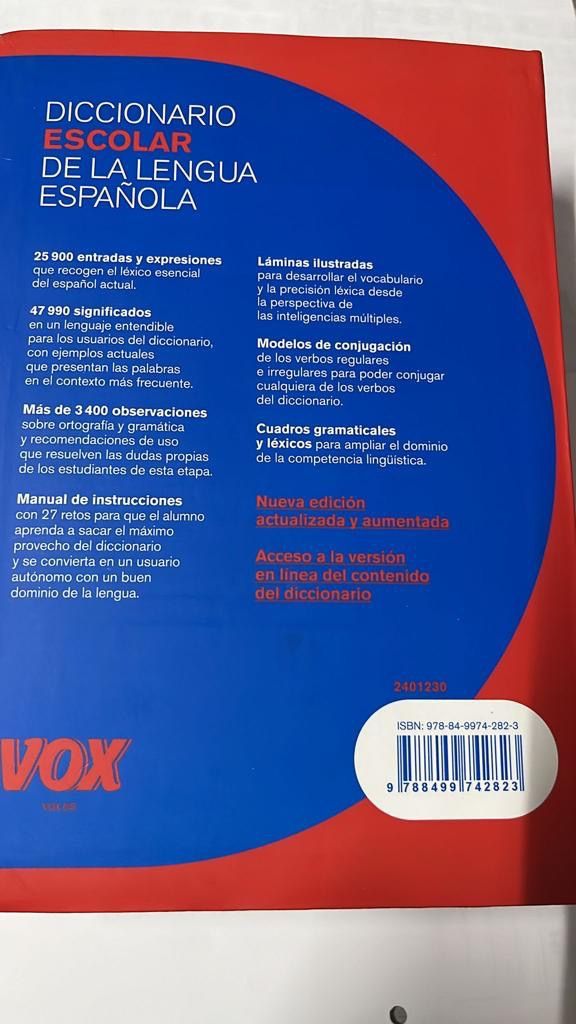 DICCIONARIO
ESCOLAR
DE LA LENGUA
ESPAÑOLA
25 900 entradas y expresiones
que recogen el léxico esencial
del español actual.
47 990 significados
en un lenguaje entendible
para los usuarios del diccionario,
con ejemplos actuales
que presentan las palabras
en el contexto más frecuente.
Más de 3 400 observaciones
sobre ortografía y gramática
y recomendaciones de uso
que resuelven las dudas propias
de los estudiantes de esta etapa.
Manual de instrucciones
con 27 retos para que el alumno
aprenda a sacar el máximo
provecho del diccionario
y se convierta en un usuario
autónomo con un buen
dominio de la lengua.
Láminas ilustradas
para desarrollar el vocabulario
y la precisión léxica desde
la perspectiva de
las inteligencias múltiples.
Modelos de conjugación
de los verbos regulares
e irregulares para poder conjugar
cualquiera de los verbos
del diccionario.
Cuadros gramaticales
y léxicos para ampliar el dominio
de la competencia lingüística.
Nueva edición
actualizada y aumentada
Acceso a la versión
en línea del contenido
del diccionario
2401230
ISBN: 978-84-9974-282-3
9 788499 742823
VOX